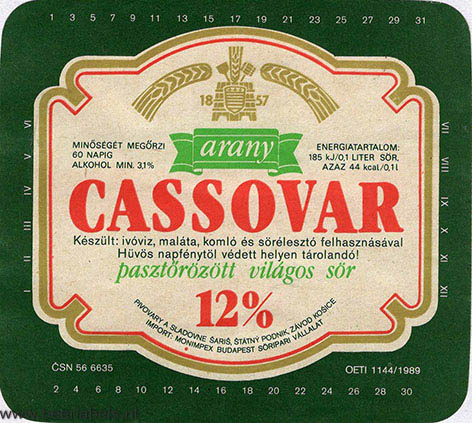 1 3 5 7 9 11 13 15 17 19 21 23 25 27 29 31
18 57
arany
MINŐSÉGÉT MEGŐRZI
60 NAPIG
ALKOHOL MIN. 3,1%
ENERGIATARTALOM:
185 kJ/0,1 LITER SÖR,
AZAZ 44 kcal/0,1 l
CASSOVAR
Készült: ivóvíz, maláta, komló és sörélesztő felhasználásával
Hűvös napfénytől védett helyen tárolandó!
pasztőrözött világos sör
12%
PIVOVARY A SLADOVNE ŠARIŠ, ŠTÁTNY PODNIK, ZÁVOD KOŠICE
IMPORT: MONIMPEX BUDAPEST SÖRIPARI VÁLLALAT
I II III IV V VI
VII VIII IX X XI XII
ČSN 56 6635
OETI 1144/1989
2 4 6 8 10 12 14 16 18 20 22 24 26 28 30